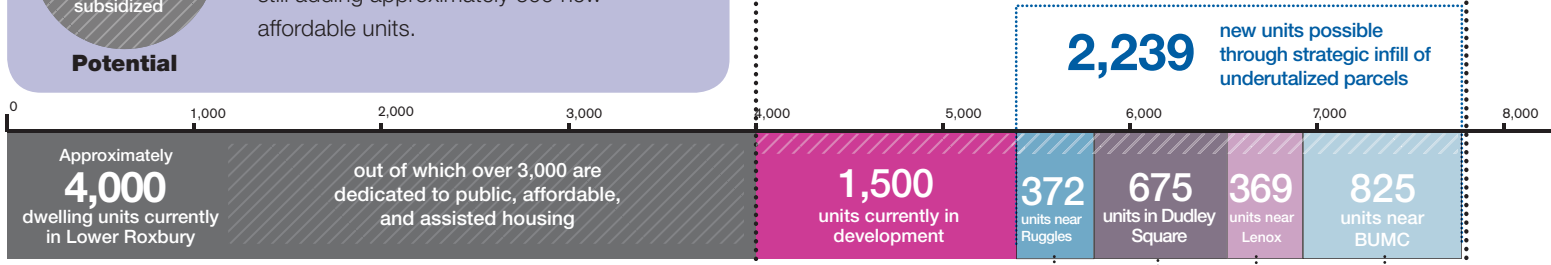 subsidized
affordable units.
Potential
2,239
new units possible
through strategic infill of
underutalized parcels
0
1,000
2,000
3,000
4,000
5,000
6,000
7,000
8,000
Approximately
4,000
dwelling units currently
in Lower Roxbury
out of which over 3,000 are
dedicated to public, affordable,
and assisted housing
1,500
units currently in
development
372
units near
Ruggles
675
units in Dudley
Square
369
units near
Lenox
825
units near
BUMC